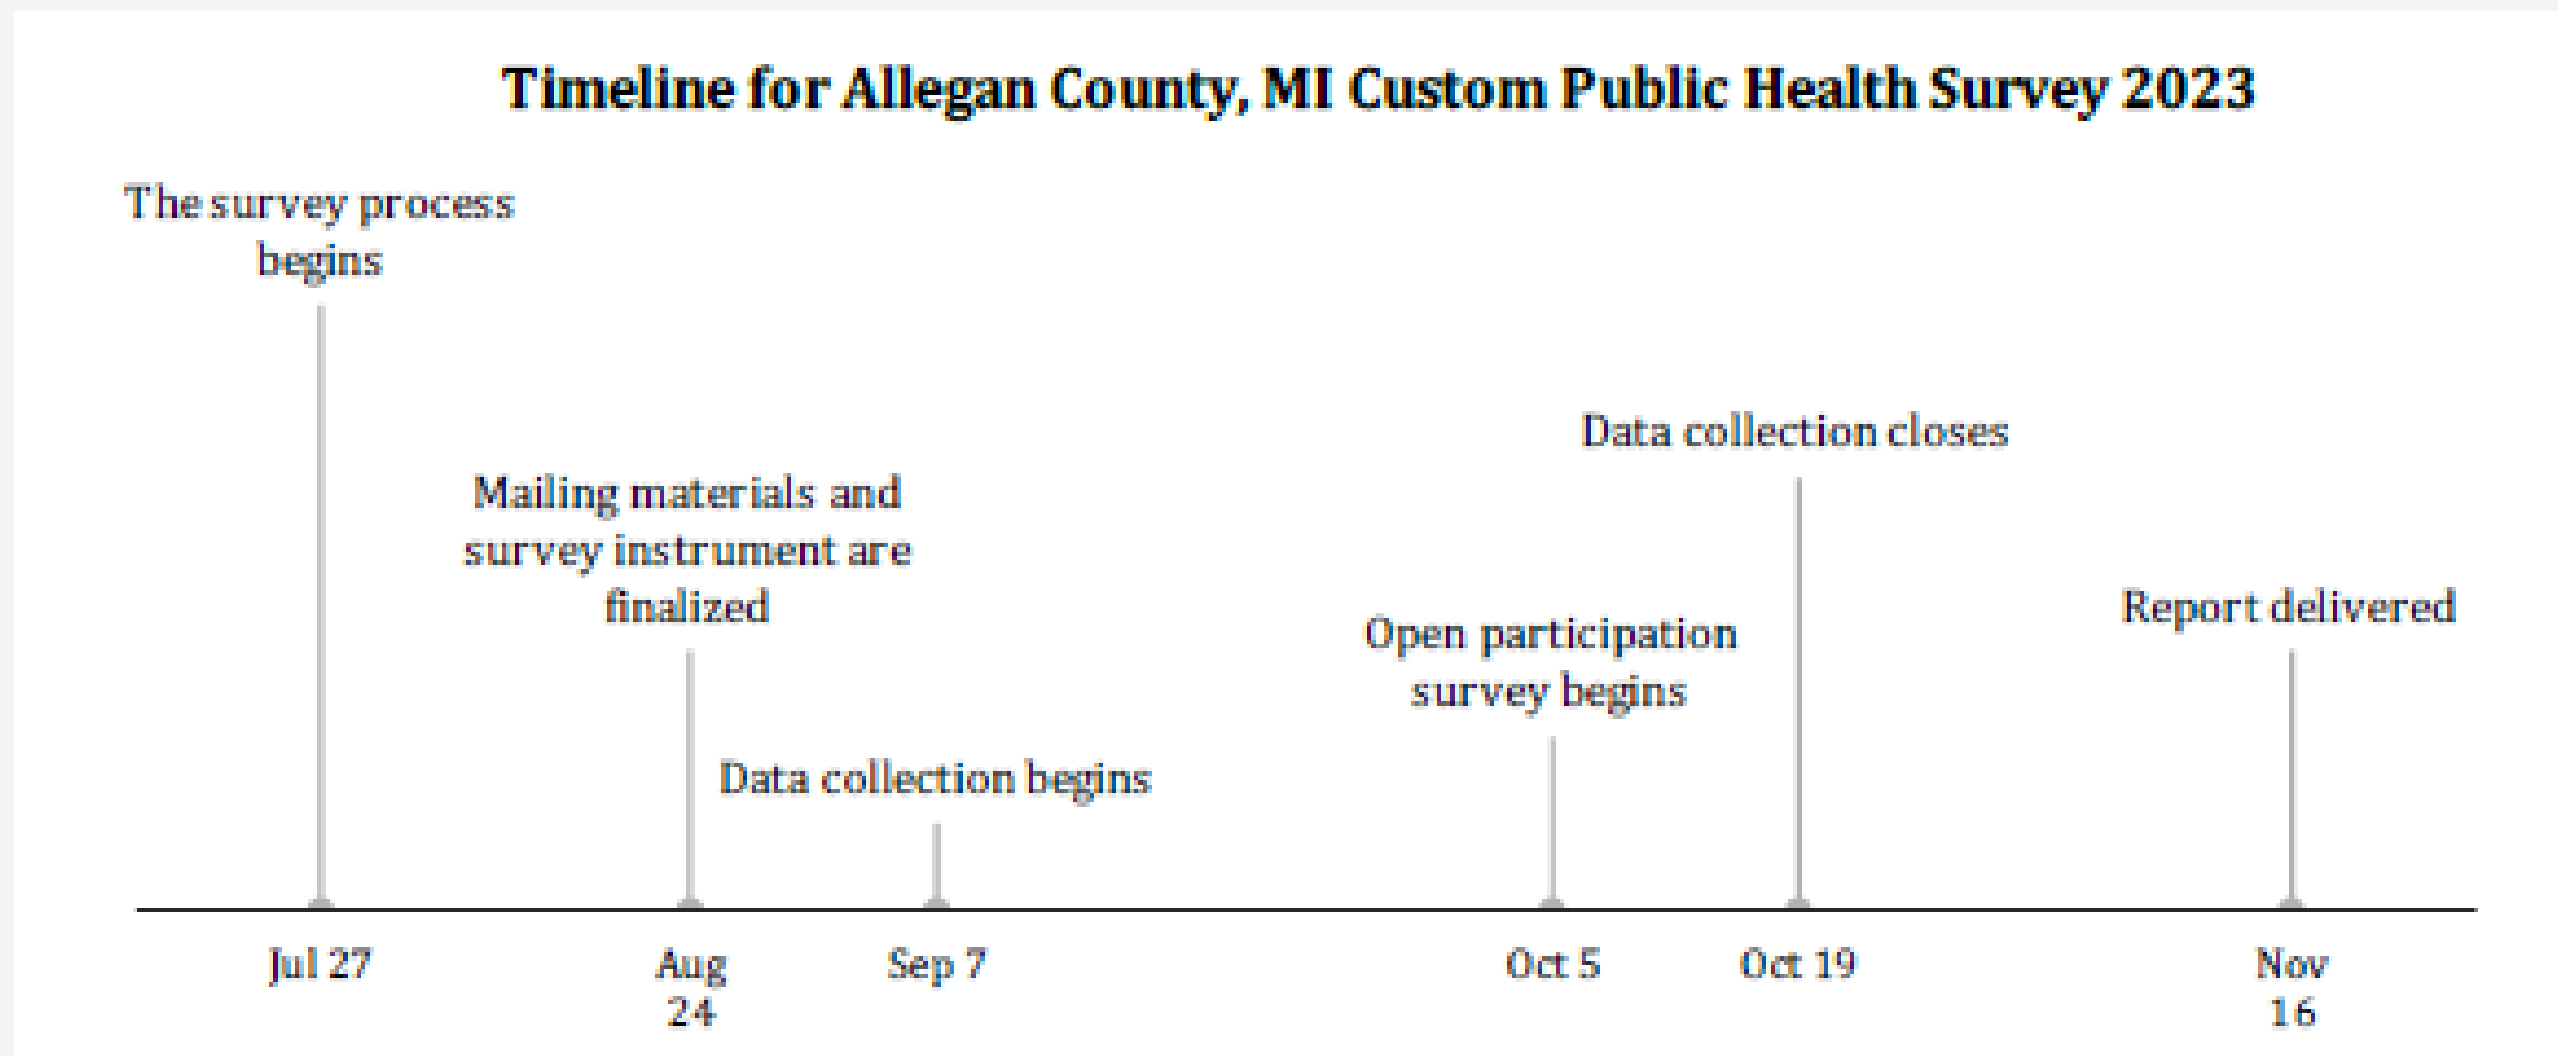 Timeline for Allegan County, MI Custom Public Health Survey 2023
The survey process
begins
Mailing materials and
survey instrument are
finalized
Data collection begins
Open participation
survey begins
Data collection closes
Report delivered
Jul 27
Aug
24
Sep 7
Oct 5
Oct 19
Nov
16